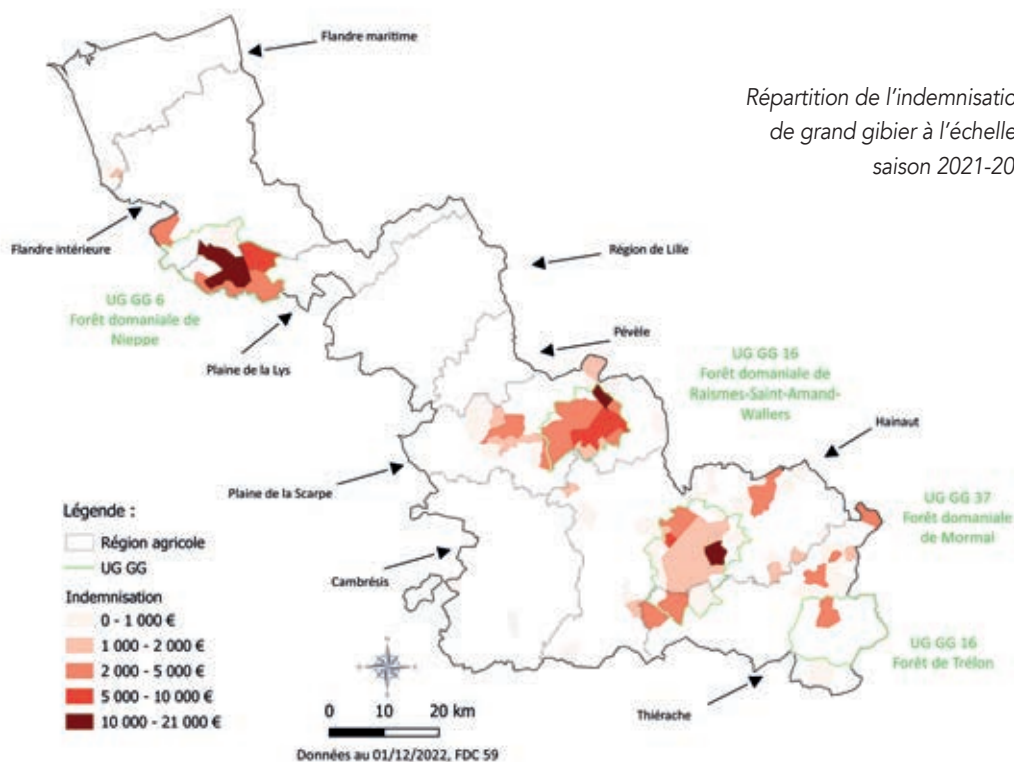 Flandre maritime
Répartition de l'indemnisatio
de grand gibier à l'échelle
saison 2021-20
Flandre intérieure
Région de Lille
UG GG 6
Forêt domaniale de
Nieppe
Plaine de la Lys
Pévèle
UG GG 16
Forêt domaniale de
Raismes-Saint-Amand-
Wallers
Hainaut
Plaine de la Scarpe
UG GG 37
Forêt domaniale
de Mormal
Cambrésis
UG GG 16
Forêt de Trélon
Thiérache
Légende :
Région agricole
UG GG
Indemnisation
0 - 1 000 €
1 000 - 2 000 €
2 000 - 5 000 €
5 000 - 10 000 €
10 000 - 21 000 €
0 10 20 km
Données au 01/12/2022, FDC 59